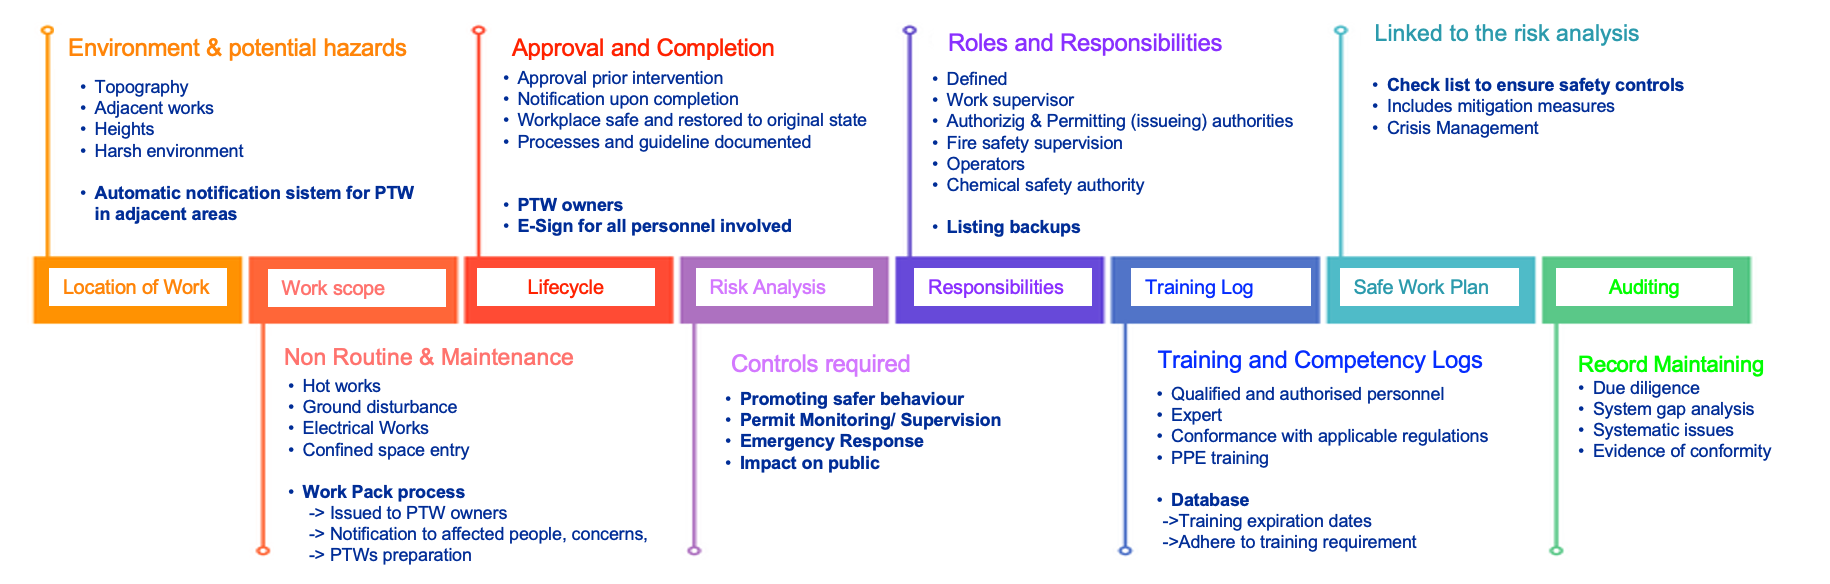 Environment & potential hazards
• Topography
• Adjacent works
• Heights
• Harsh environment
• Automatic notification sistem for PTW
in adjacent areas
Approval and Completion
• Approval prior intervention
• Notification upon completion
• Workplace safe and restored to original state
• Processes and guideline documented
• PTW owners
• E-Sign for all personnel involved
Roles and Responsibilities
• Defined
• Work supervisor
• Authorizig & Permitting (issueing) authorities
• Fire safety supervision
• Operators
• Chemical safety authority
• Listing backups
Linked to the risk analysis
• Check list to ensure safety controls
• Includes mitigation measures
• Crisis Management
Location of Work
Work scope
Lifecycle
Risk Analysis
Responsibilities
Training Log
Safe Work Plan
Auditing
Non Routine & Maintenance
• Hot works
• Ground disturbance
• Electrical Works
• Confined space entry
• Work Pack process
-> Issued to PTW owners
-> Notification to affected people, concerns,
-> PTWs preparation
Controls required
• Promoting safer behaviour
• Permit Monitoring/ Supervision
• Emergency Response
• Impact on public
Training and Competency Logs
• Qualified and authorised personnel
• Expert
• Conformance with applicable regulations
• PPE training
• Database
->Training expiration dates
->Adhere to training requirement
Record Maintaining
• Due diligence
• System gap analysis
• Systematic issues
• Evidence of conformity